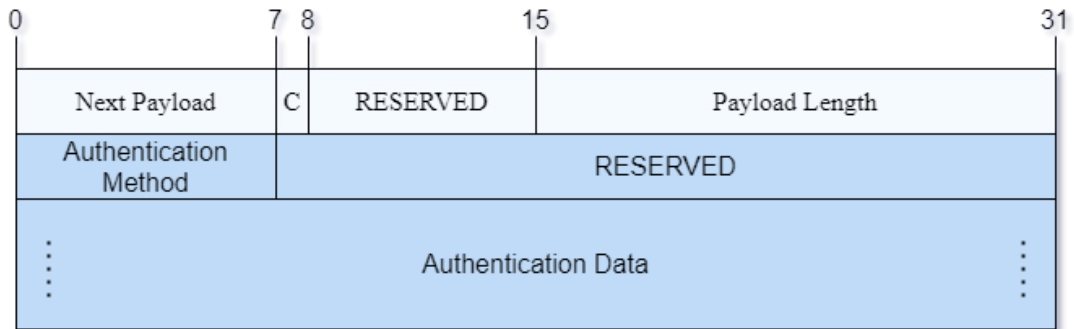 0 7 8 15 31
Next Payload C RESERVED Payload Length
Authentication RESERVED
Method
Authentication Data